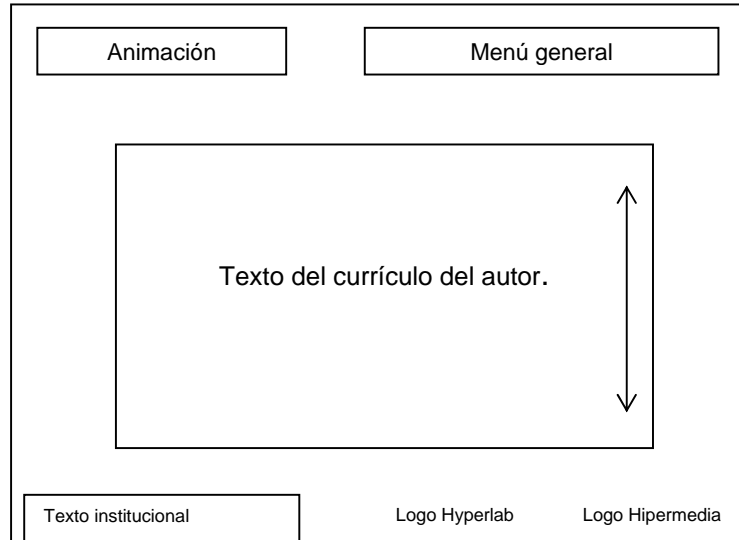 Animación
Menú general
Texto del currículo del autor.
Texto institucional
Logo Hyperlab
Logo Hipermedia